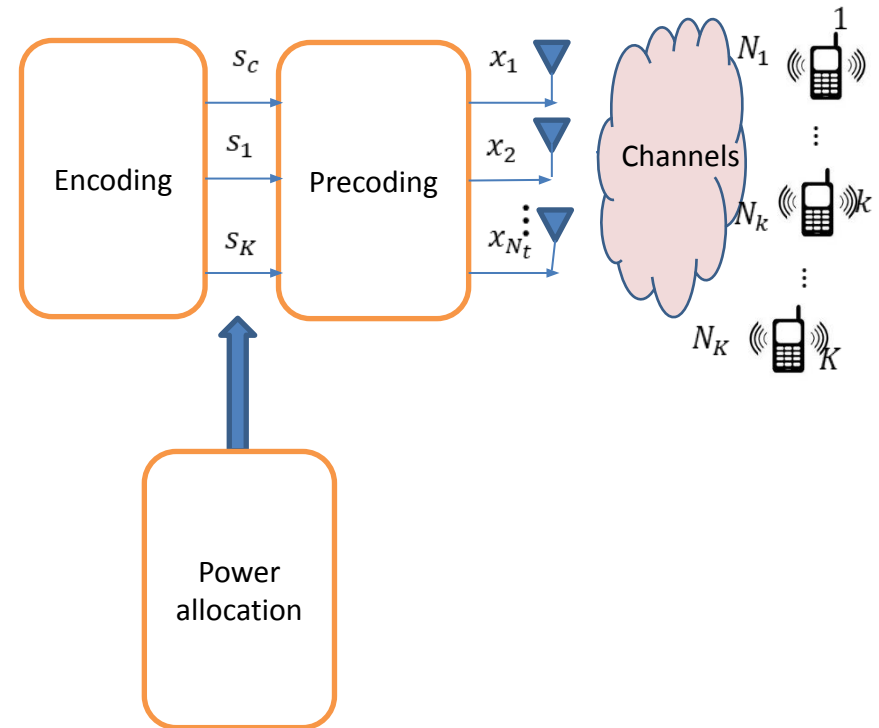 Encoding
s_c
s_1
s_K
Precoding
x_1
x_2
⋮
x_{N_t}
Channels
N_1
1
⋮
N_k
k
⋮
N_K
K
Power
allocation